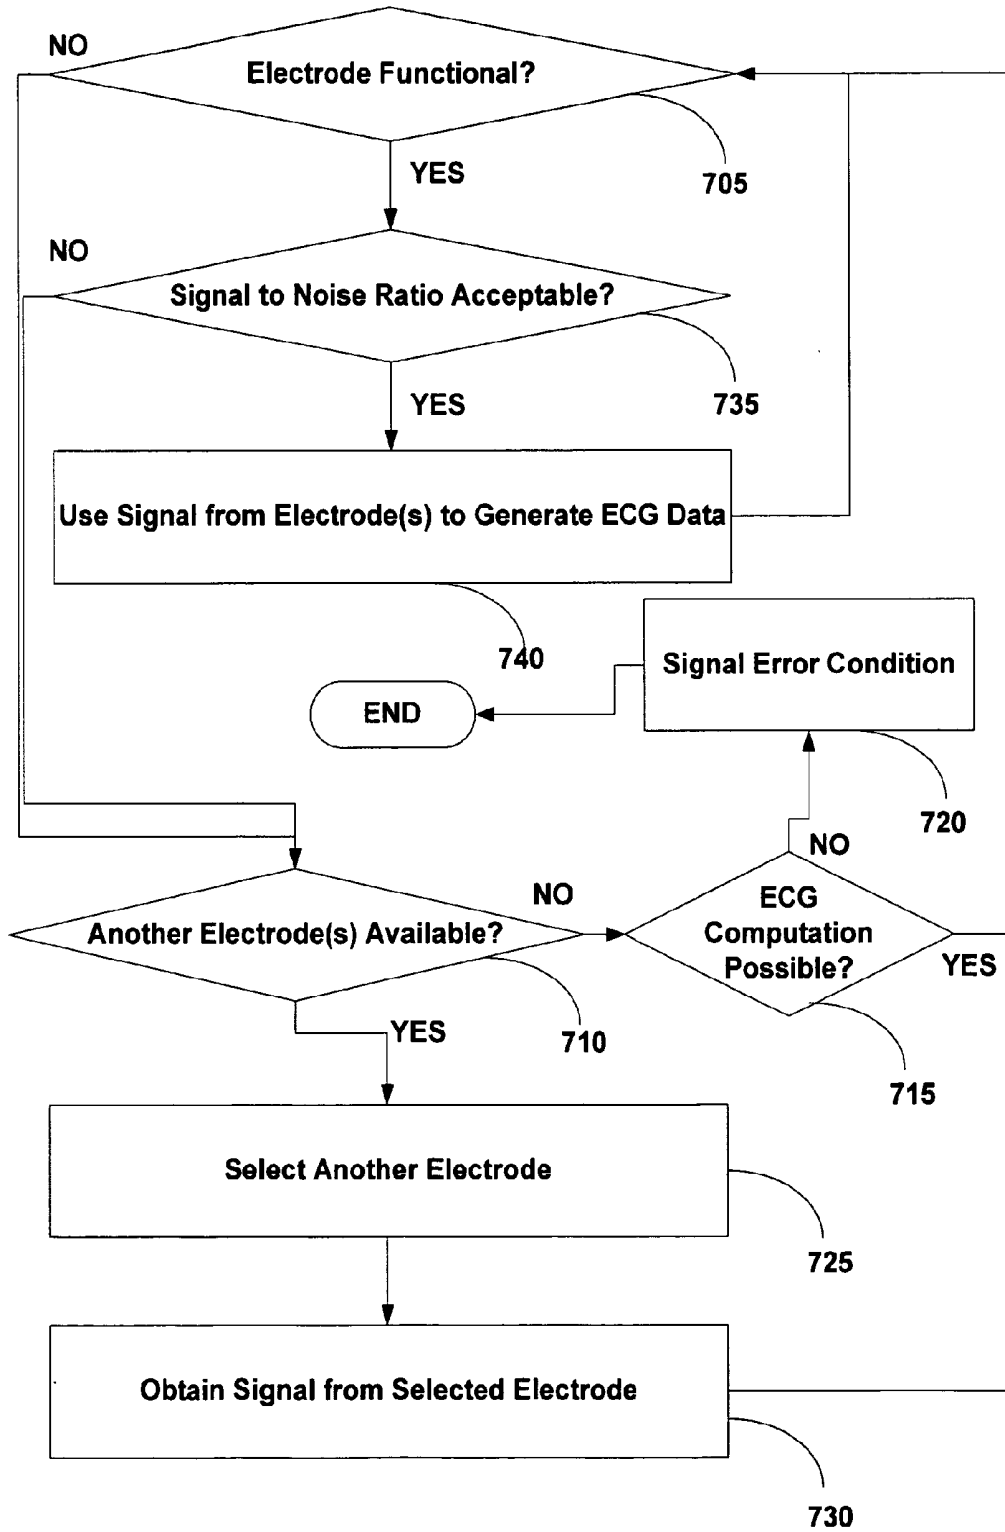 NO
Electrode Functional?
YES
705
NO
Signal to Noise Ratio Acceptable?
YES
735
Use Signal from Electrode(s) to Generate ECG Data
740
Signal Error Condition
END
720
NO
NO
ECG
Computation
Possible?
Another Electrode(s) Available?
YES
YES
710
715
Select Another Electrode
725
Obtain Signal from Selected Electrode
730